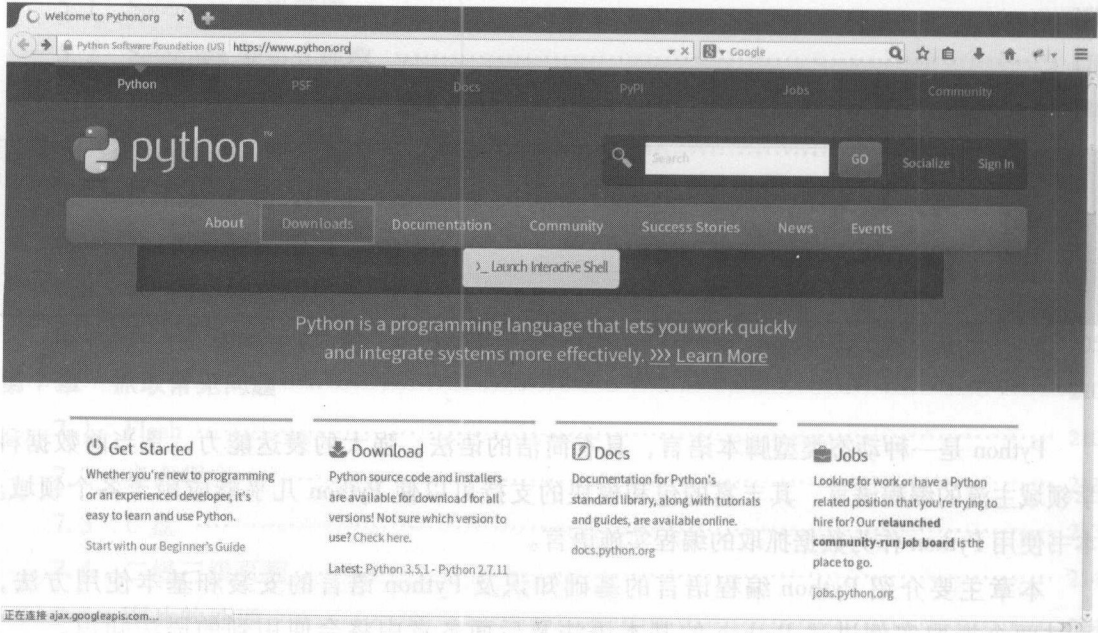 Welcome to Python.org
Python Software Foundation (US) https://www.python.org
Google
Python PSF Docs PyPI Jobs Community
python™
Search GO Socialize Sign In
About Downloads Documentation Community Success Stories News Events
>_ Launch Interactive Shell
Python is a programming language that lets you work quickly
and integrate systems more effectively. >>> Learn More
Get Started
Whether you're new to programming
or an experienced developer, it's
easy to learn and use Python.
Start with our Beginner's Guide
Download
Python source code and installers
are available for download for all
versions! Not sure which version to
use? Check here.
Latest: Python 3.5.1 - Python 2.7.11
Docs
Documentation for Python's
standard library, along with tutorials
and guides, are available online.
docs.python.org
Jobs
Looking for work or have a Python
related position that you're trying to
hire for? Our relaunched
community-run job board is the
place to go.
jobs.python.org
正在连接 ajax.googleapis.com...